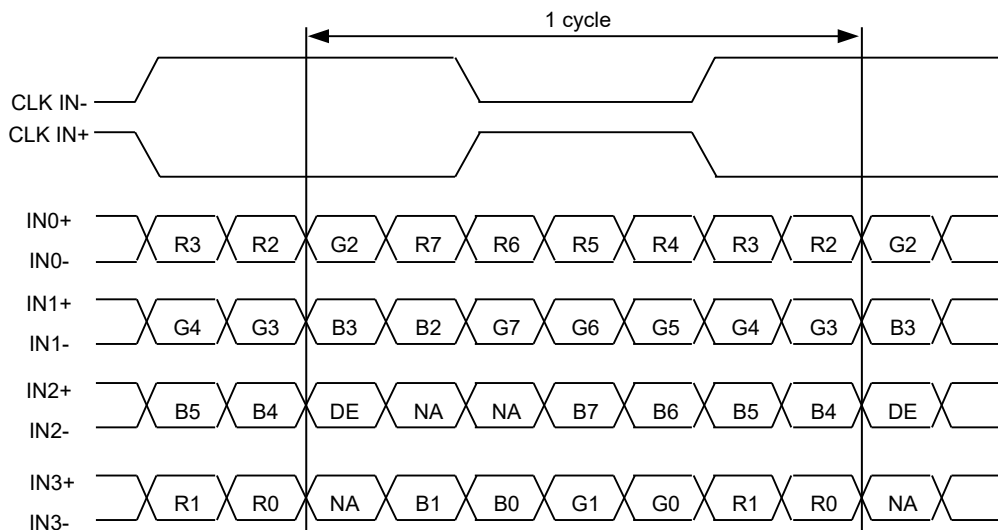 1 cycle
CLK IN-
CLK IN+
IN0+
R3 R2 G2 R7 R6 R5 R4 R3 R2 G2
IN0-
IN1+
G4 G3 B3 B2 G7 G6 G5 G4 G3 B3
IN1-
IN2+
B5 B4 DE NA NA B7 B6 B5 B4 DE
IN2-
IN3+
R1 R0 NA B1 B0 G1 G0 R1 R0 NA
IN3-